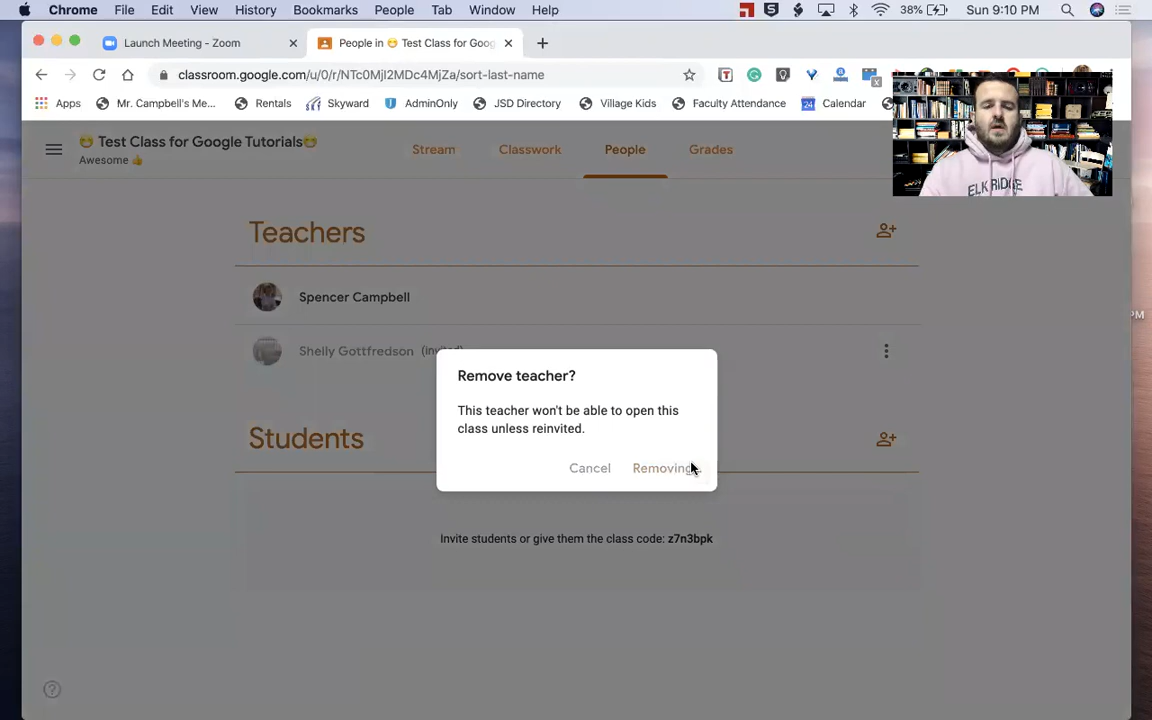 Chrome File Edit View History Bookmarks People Tab Window Help 38% Sun 9:10 PM
Launch Meeting - Zoom People in 😁 Test Class for Goog
classroom.google.com/u/0/r/NTc0MjI2MDc4MjZa/sort-last-name
Apps Mr. Campbell's Me... Rentals Skyward AdminOnly JSD Directory Village Kids Faculty Attendance Calendar
😁 Test Class for Google Tutorials😁
Awesome 👍
Stream Classwork People Grades
ELK RIDGE
PM
Teachers
Spencer Campbell
Shelly Gottfredson
Remove teacher?
This teacher won't be able to open this
class unless reinvited.
Cancel Removing
Students
Invite students or give them the class code: z7n3bpk